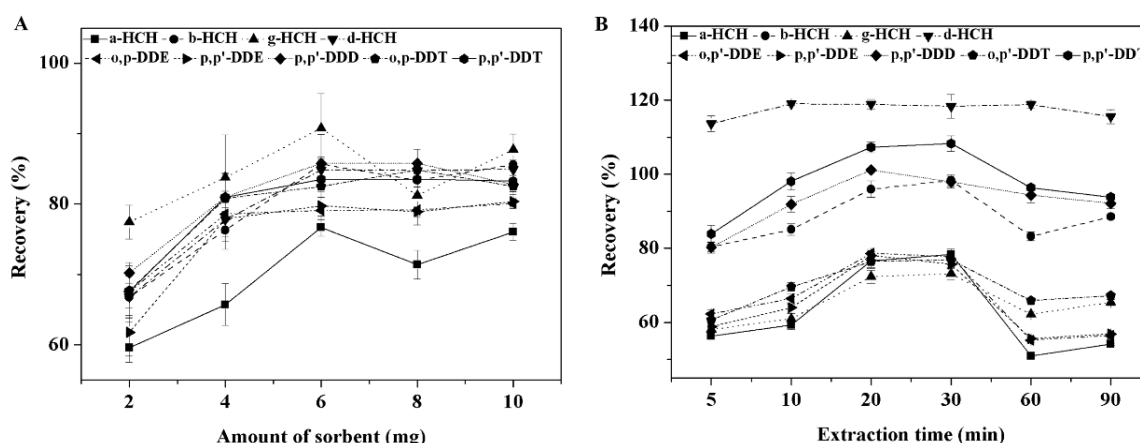 A
a-HCH b-HCH g-HCH d-HCH
o,p-DDE p,p'-DDE p,p'-DDD o,p-DDT p,p'-DDT
100
80
60
Recovery (%)
2 4 6 8 10
Amount of sorbent (mg)
B
140
a-HCH b-HCH g-HCH d-HCH
o,p'-DDE p,p'-DDE p,p'-DDD o,p'-DDT p,p'-DDT
120
100
80
60
Recovery (%)
5 10 20 30 60 90
Extraction time (min)